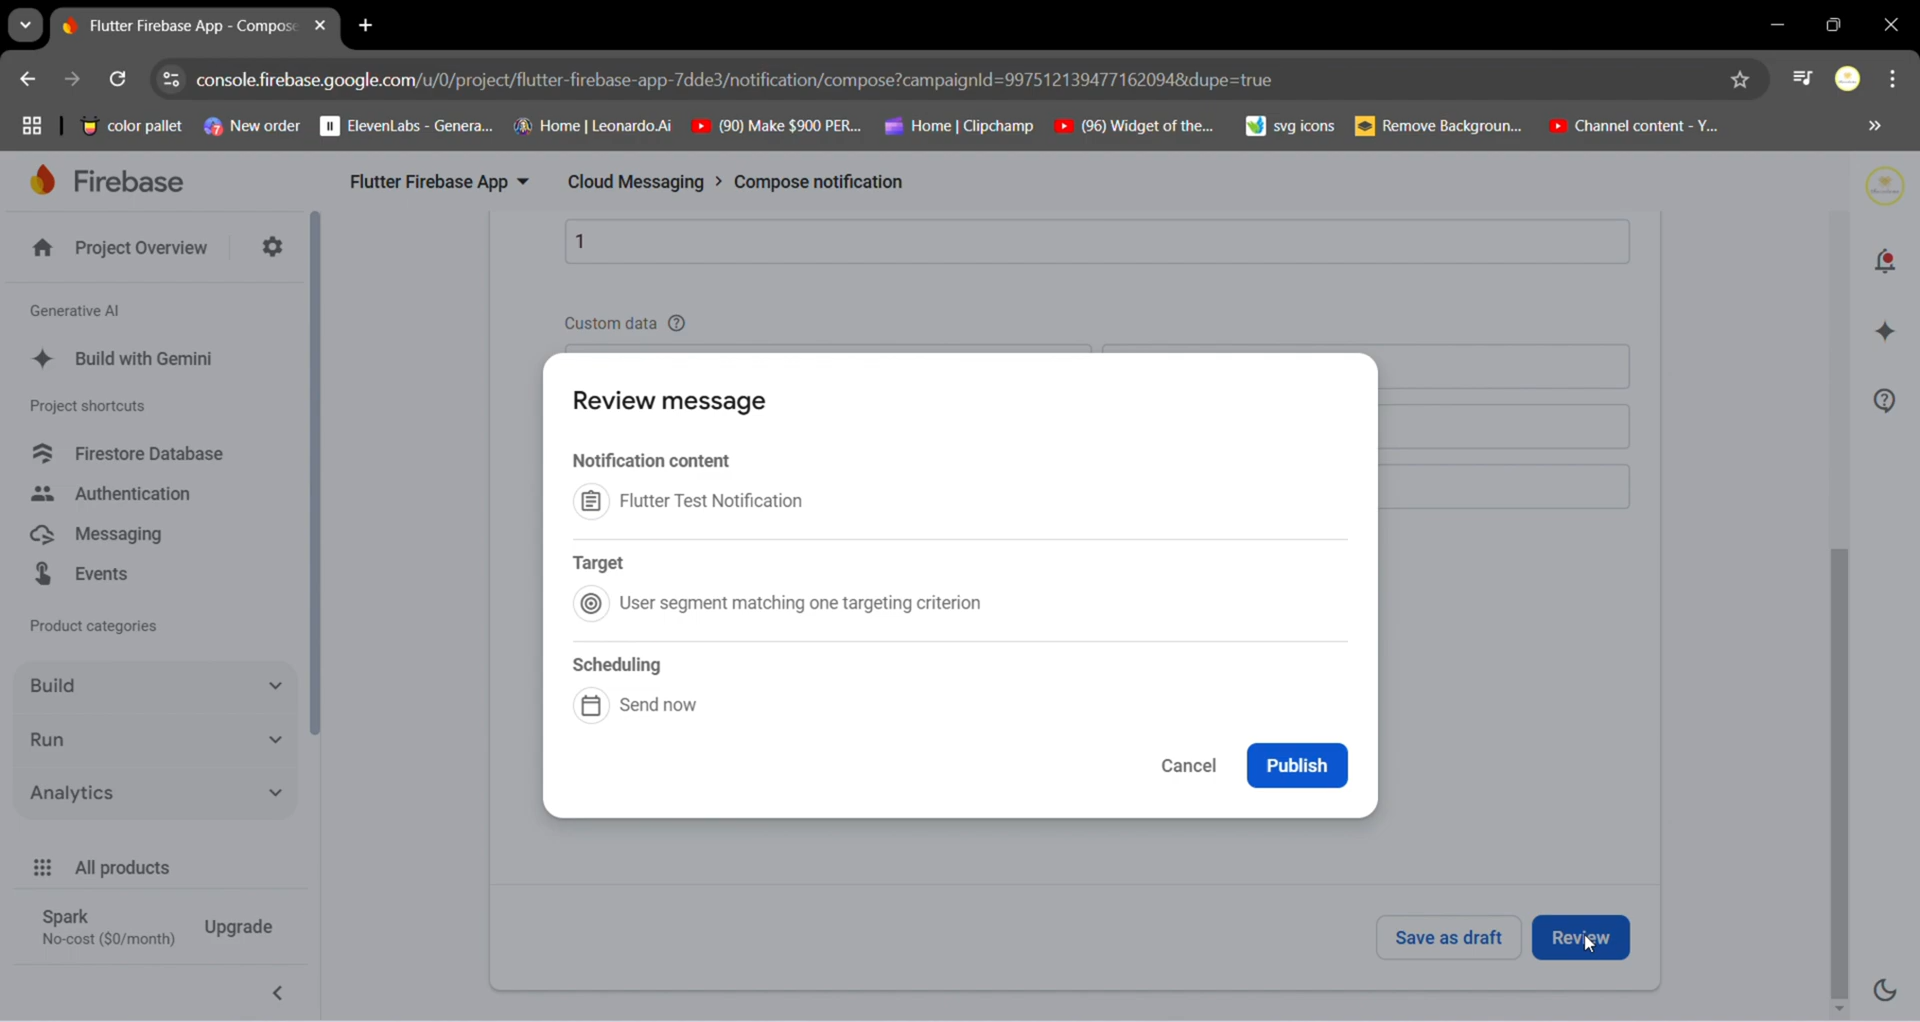 Flutter Firebase App - Compose
console.firebase.google.com/u/0/project/flutter-firebase-app-7dde3/notification/compose?campaignId=997512139477162094&dupe=true
color pallet
New order
ElevenLabs - Genera...
Home | Leonardo.Ai
(90) Make $900 PER...
Home | Clipchamp
(96) Widget of the...
svg icons
Remove Backgroun...
Channel content - Y...
Firebase
Flutter Firebase App
Cloud Messaging > Compose notification
Project Overview
Generative AI
Build with Gemini
Project shortcuts
Firestore Database
Authentication
Messaging
Events
Product categories
Build
Run
Analytics
All products
Spark
No-cost ($0/month)
Upgrade
1
Custom data
Review message
Notification content
Flutter Test Notification
Target
User segment matching one targeting criterion
Scheduling
Send now
Cancel
Publish
Save as draft
Review